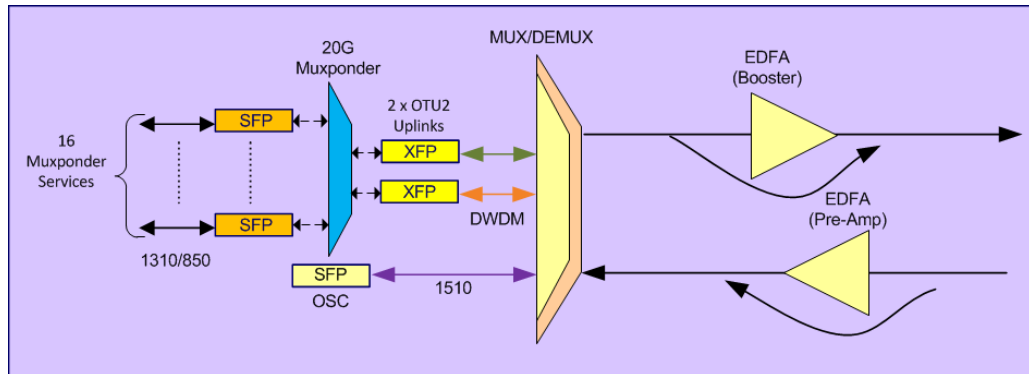 20G
Muxponder
MUX/DEMUX
EDFA
(Booster)
2 x OTU2
Uplinks
SFP
16
Muxponder
Services
XFP
XFP
SFP
DWDM
EDFA
(Pre-Amp)
1310/850
SFP
1510
OSC